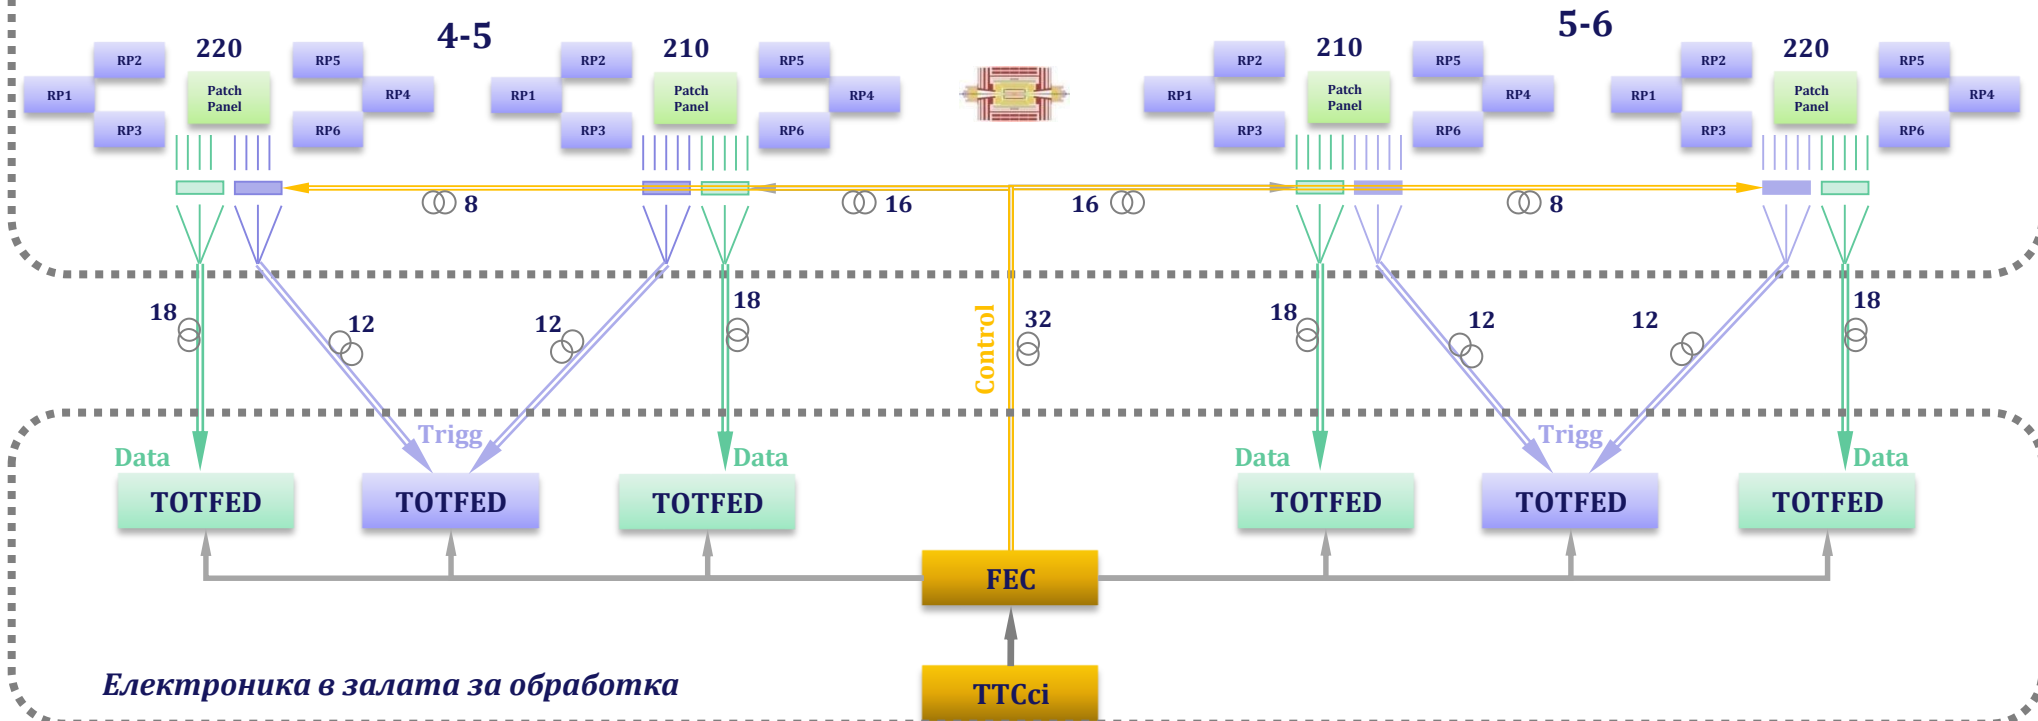 4-5
5-6
220
210
210
220
RP2
RP5
RP2
RP5
RP2
RP5
RP2
RP5
RP1
Patch
Panel
RP4
RP1
Patch
Panel
RP4
RP1
Patch
Panel
RP4
RP1
Patch
Panel
RP4
RP3
RP6
RP3
RP6
RP3
RP6
RP3
RP6
8
16
16
8
18
12
12
18
Control
32
18
12
12
18
Data
Trigg
Data
Data
Trigg
Data
TOTFED
TOTFED
TOTFED
TOTFED
TOTFED
TOTFED
FEC
TTCci
Електроника в залата за обработка